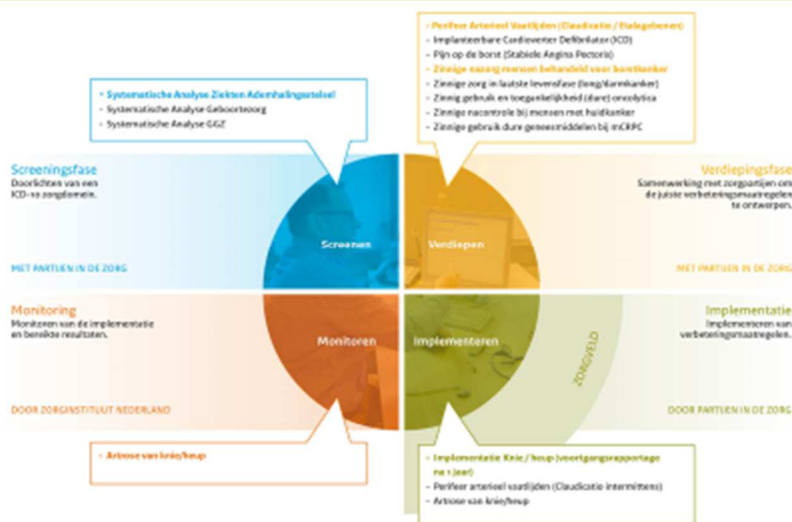 - Systematische Analyse Ziekten Ademhalingsstelsel
- Systematische Analyse Geboortezorg
- Systematische Analyse GGZ
- Perifeer Arterieel Vaatlijden (Claudicatio / Etalagebenen)
- Implanteerbare Cardioverter Defibrilator (ICD)
- Pijn op de borst (Stabiele Angina Pectoris)
- Zinnige nazorg mensen behandeld voor borstkanker
- Zinnige zorg in laatste levensfase (long/darmkanker)
- Zinnig gebruik en toegankelijkheid (dure) oncolytica
- Zinnige nacontrole bij mensen met huidkanker
- Zinnige gebruik dure geneesmiddelen bij mCRPC
Screeningsfase
Doorlichten van een
ICD-10 zorgdomein.
MET PARTIJEN IN DE ZORG
Screenen
Verdiepen
Verdiepingsfase
Samenwerking met zorgpartijen om
de juiste verbetermaatregelen
te ontwerpen.
MET PARTIJEN IN DE ZORG
Monitoring
Monitoren van de implementatie
en bereikte resultaten.
DOOR ZORGINSTITUUT NEDERLAND
Monitoren
Implementeren
ZORGVELD
Implementatie
Implementeren van
verbetermaatregelen.
DOOR PARTIJEN IN DE ZORG
- Artrose van knie/heup
- Implementatie Knie / heup (voortgangsrapportage
na 1 jaar)
- Perifeer arterieel vaatlijden (Claudicatio intermittens)
- Artrose van knie/heup